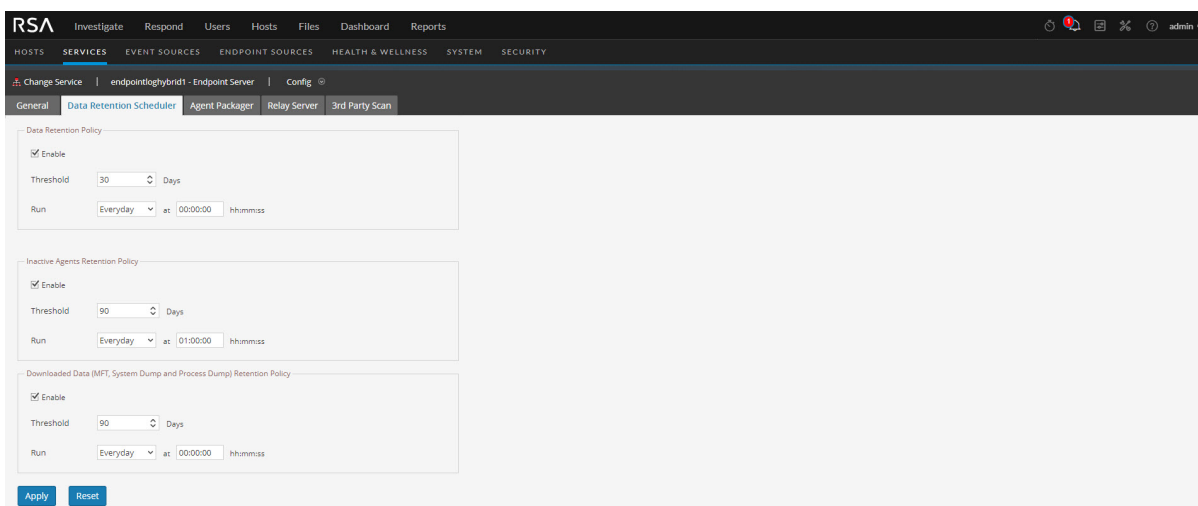 RSA Investigate Respond Users Hosts Files Dashboard Reports 1 admin
HOSTS SERVICES EVENT SOURCES ENDPOINT SOURCES HEALTH & WELLNESS SYSTEM SECURITY
Change Service | endpointloghybrid1 - Endpoint Server | Config
General Data Retention Scheduler Agent Packager Relay Server 3rd Party Scan
Data Retention Policy
Enable
Threshold 30 Days
Run Everyday at 00:00:00 hh:mm:ss
Inactive Agents Retention Policy
Enable
Threshold 90 Days
Run Everyday at 01:00:00 hh:mm:ss
Downloaded Data (MFT, System Dump and Process Dump) Retention Policy
Enable
Threshold 90 Days
Run Everyday at 00:00:00 hh:mm:ss
Apply Reset